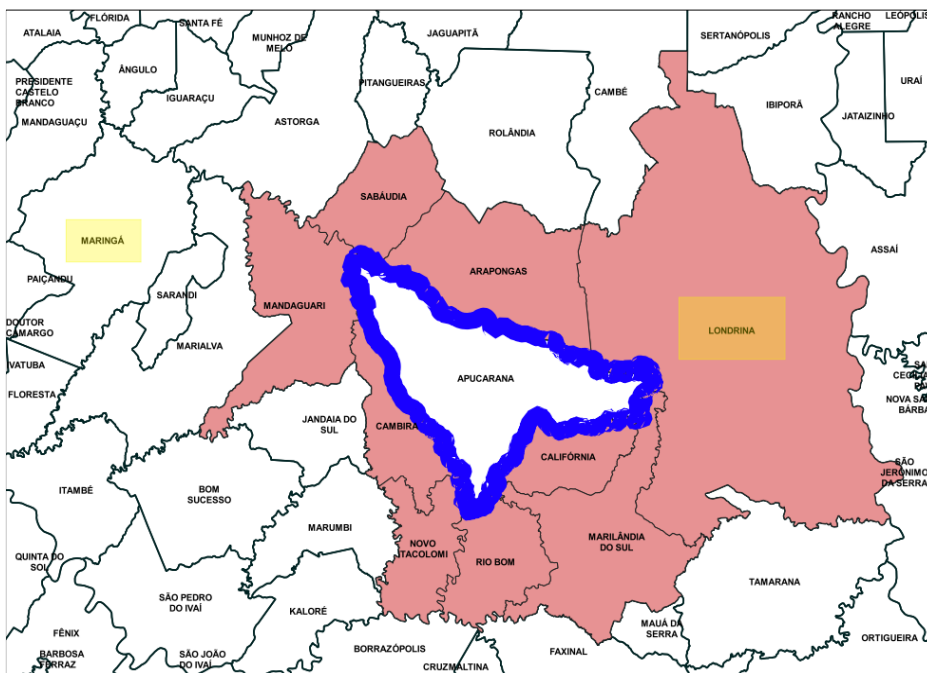 FLÓRIDA
ATALAIA
SANTA FÉ
MUNHOZ DE
MELO
JAGUAPITÃ
RANCHO
ALEGRE
LEÓPOLIS
SERTANÓPOLIS
PRESIDENTE
CASTELO
BRANCO
MANDAGUAÇU
ÂNGULO
IGUARAÇU
PITANGUEIRAS
CAMBÉ
URAÍ
IBIPORÃ
JATAIZINHO
ASTORGA
ROLÂNDIA
SABÁUDIA
MARINGÁ
ARAPONGAS
ASSAÍ
PAIÇANDU
SARANDI
MANDAGUARI
DOUTOR
CAMARGO
MARIALVA
LONDRINA
IVATUBA
FLORESTA
APUCARANA
NOVA
BÁRB
JANDAIA DO
SUL
CAMBIRA
CALIFÓRNIA
SÃO
JERÔNIMO
DA SERRA
ITAMBÉ
BOM
SUCESSO
MARUMBI
NOVO
ITACOLOMI
RIO BOM
MARILÂNDIA
DO SUL
QUINTA DO
SOL
TAMARANA
SÃO PEDRO
DO IVAÍ
KALORÉ
MAUÁ DA
SERRA
FÊNIX
ORTIGUEIRA
BARBOSA
FERRAZ
SÃO JOÃO
DO IVAÍ
BORRAZÓPOLIS
CRUZMALTINA
FAXINAL